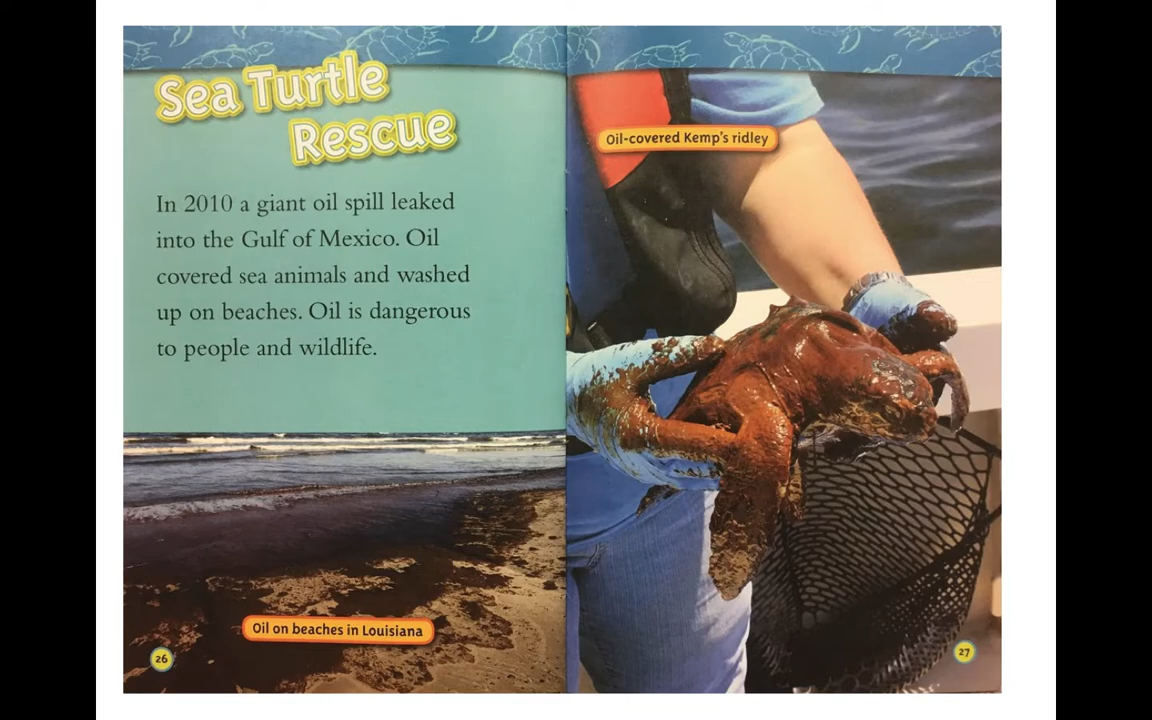 Sea Turtle
Rescue
In 2010 a giant oil spill leaked
into the Gulf of Mexico. Oil
covered sea animals and washed
up on beaches. Oil is dangerous
to people and wildlife.
Oil on beaches in Louisiana
26
Oil-covered Kemp's ridley
27